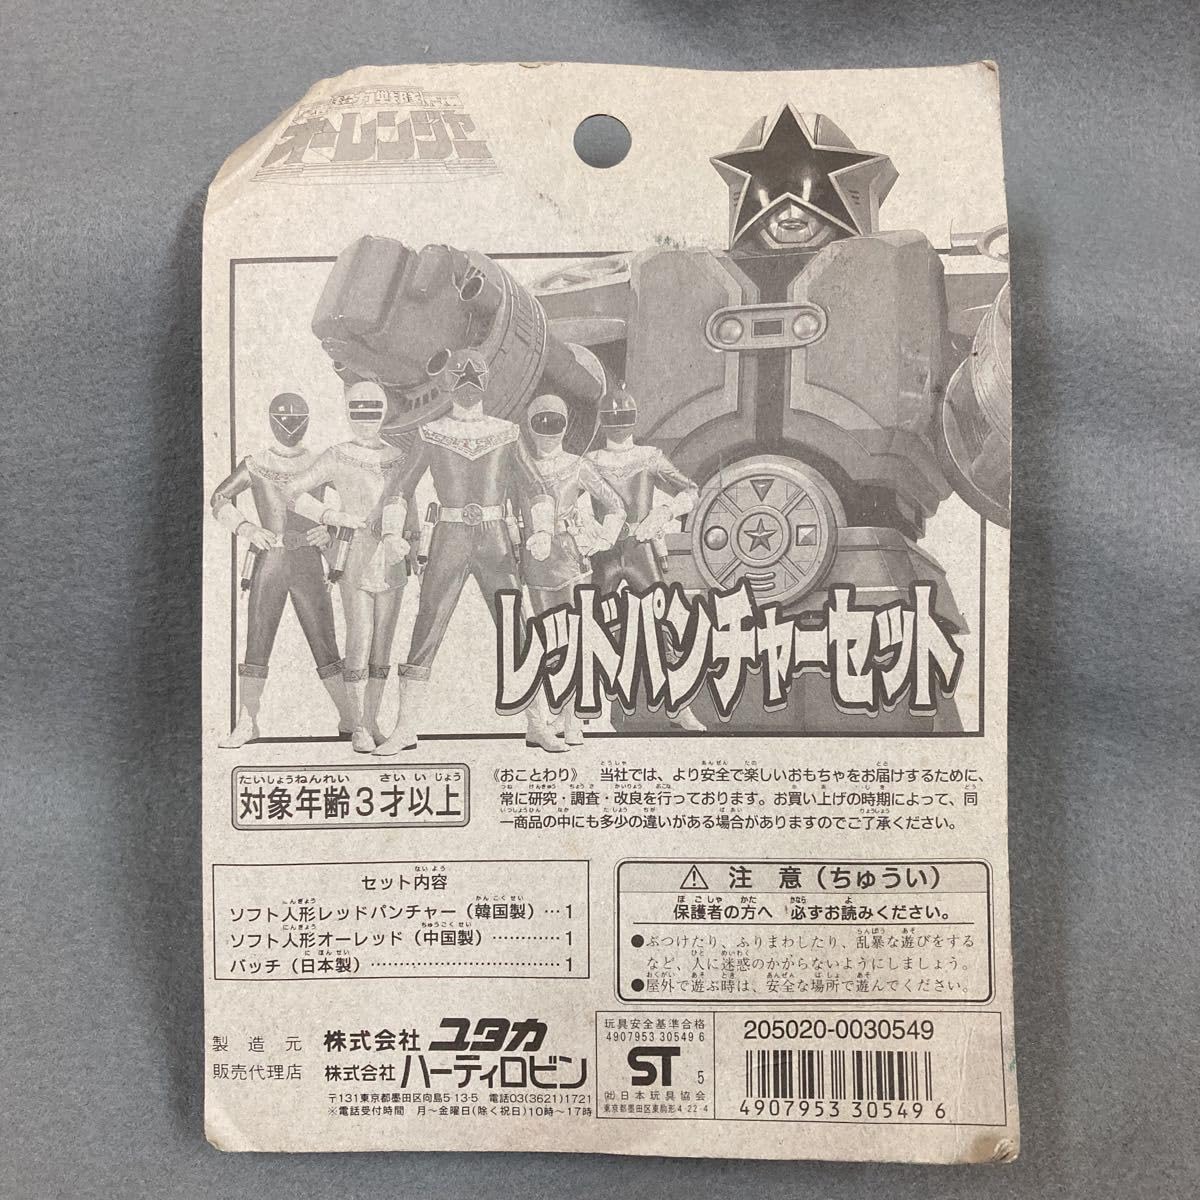 超力戦隊
オーレンジャー
レッドパンチャーセット
たいしょうねんれい さい い じょう
対象年齢3才以上
《おことわり》 当社では、より安全で楽しいおもちゃをお届けするために、
常に研究・調査・改良を行っております。お買い上げの時期によって、同
一商品の中にも多少の違いがある場合がありますのでご了承ください。
セット内容
ソフト人形レッドパンチャー(韓国製)…1
ソフト人形オーレッド(中国製)…………1
バッチ(日本製)……………………………1
⚠ 注 意(ちゅうい)
保護者の方へ 必ずお読みください。
●ぶつけたり、ふりまわしたり、乱暴な遊びをする
など、人に迷惑のかからないようにしましょう。
●屋外で遊ぶ時は、安全な場所で遊んでください。
製造元 株式会社 ユタカ
販売代理店 株式会社 ハーティロビン
〒131東京都墨田区向島5-13-5 電話03(3621)1721
※電話受付時間 月〜金曜日(除く祝日)10時〜17時
玩具安全基準合格
4907953 30549 6
ST 5
(社)日本玩具協会
東京都墨田区東駒形4-22-4
205020-0030549
4907953 305496